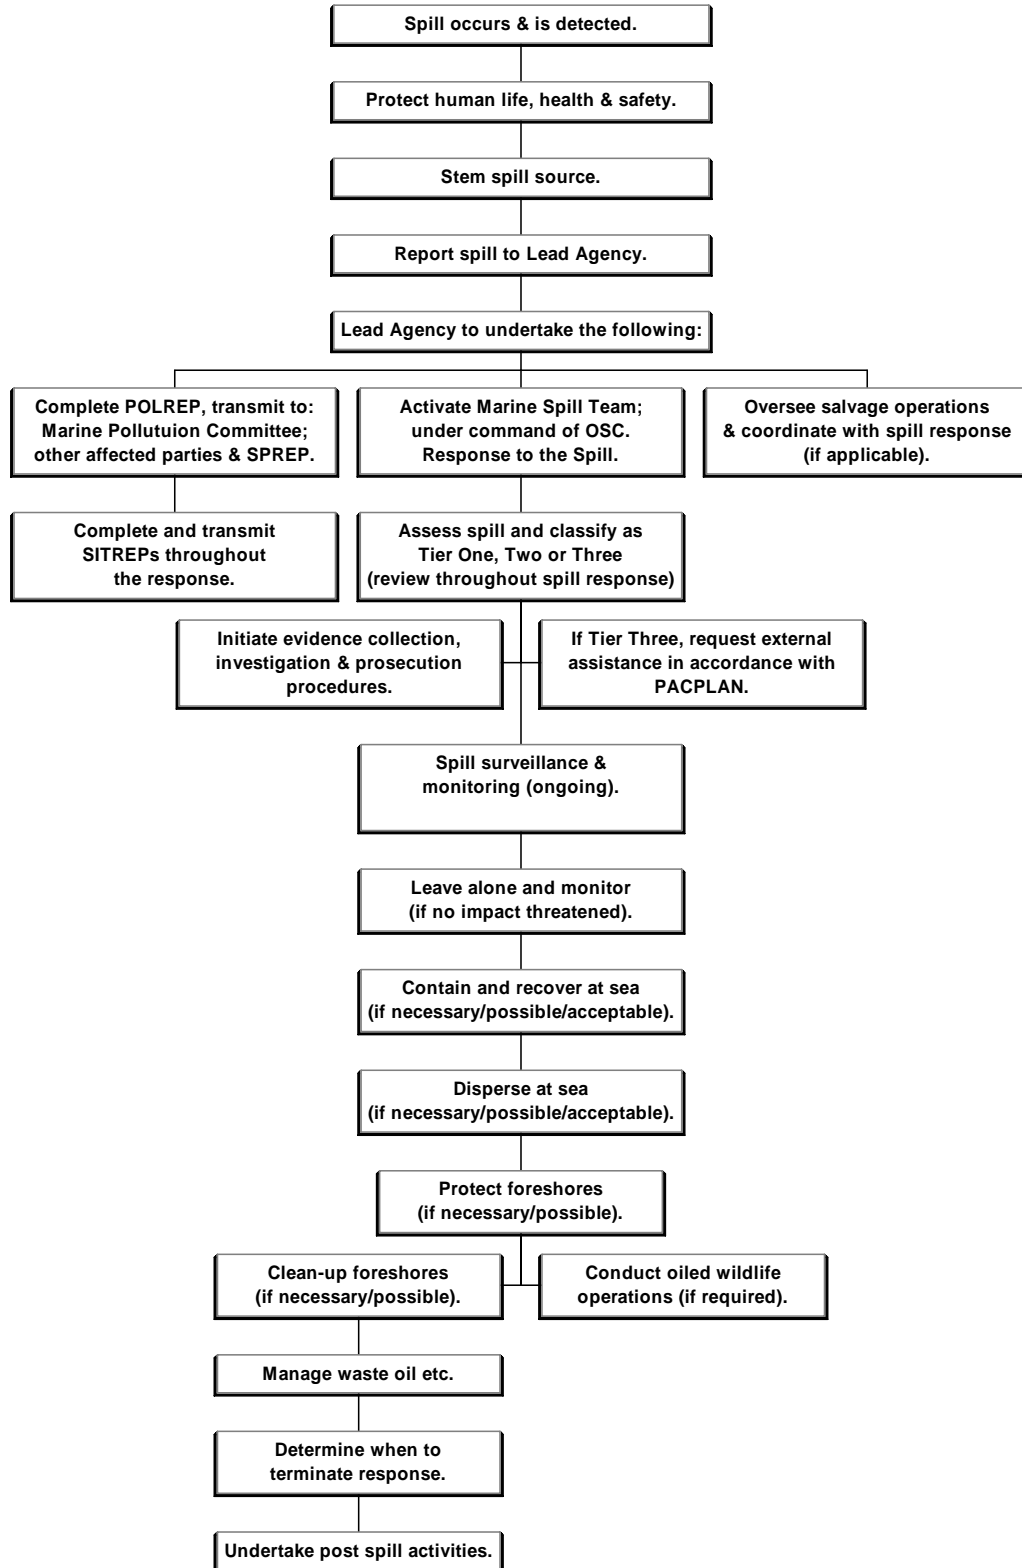 Spill occurs & is detected.
Protect human life, health & safety.
Stem spill source.
Report spill to Lead Agency.
Lead Agency to undertake the following:
Complete POLREP, transmit to:
Marine Pollutuion Committee;
other affected parties & SPREP.
Activate Marine Spill Team;
under command of OSC.
Response to the Spill.
Oversee salvage operations
& coordinate with spill response
(if applicable).
Complete and transmit
SITREPs throughout
the response.
Assess spill and classify as
Tier One, Two or Three
(review throughout spill response)
Initiate evidence collection,
investigation & prosecution
procedures.
If Tier Three, request external
assistance in accordance with
PACPLAN.
Spill surveillance &
monitoring (ongoing).
Leave alone and monitor
(if no impact threatened).
Contain and recover at sea
(if necessary/possible/acceptable).
Disperse at sea
(if necessary/possible/acceptable).
Protect foreshores
(if necessary/possible).
Clean-up foreshores
(if necessary/possible).
Conduct oiled wildlife
operations (if required).
Manage waste oil etc.
Determine when to
terminate response.
Undertake post spill activities.